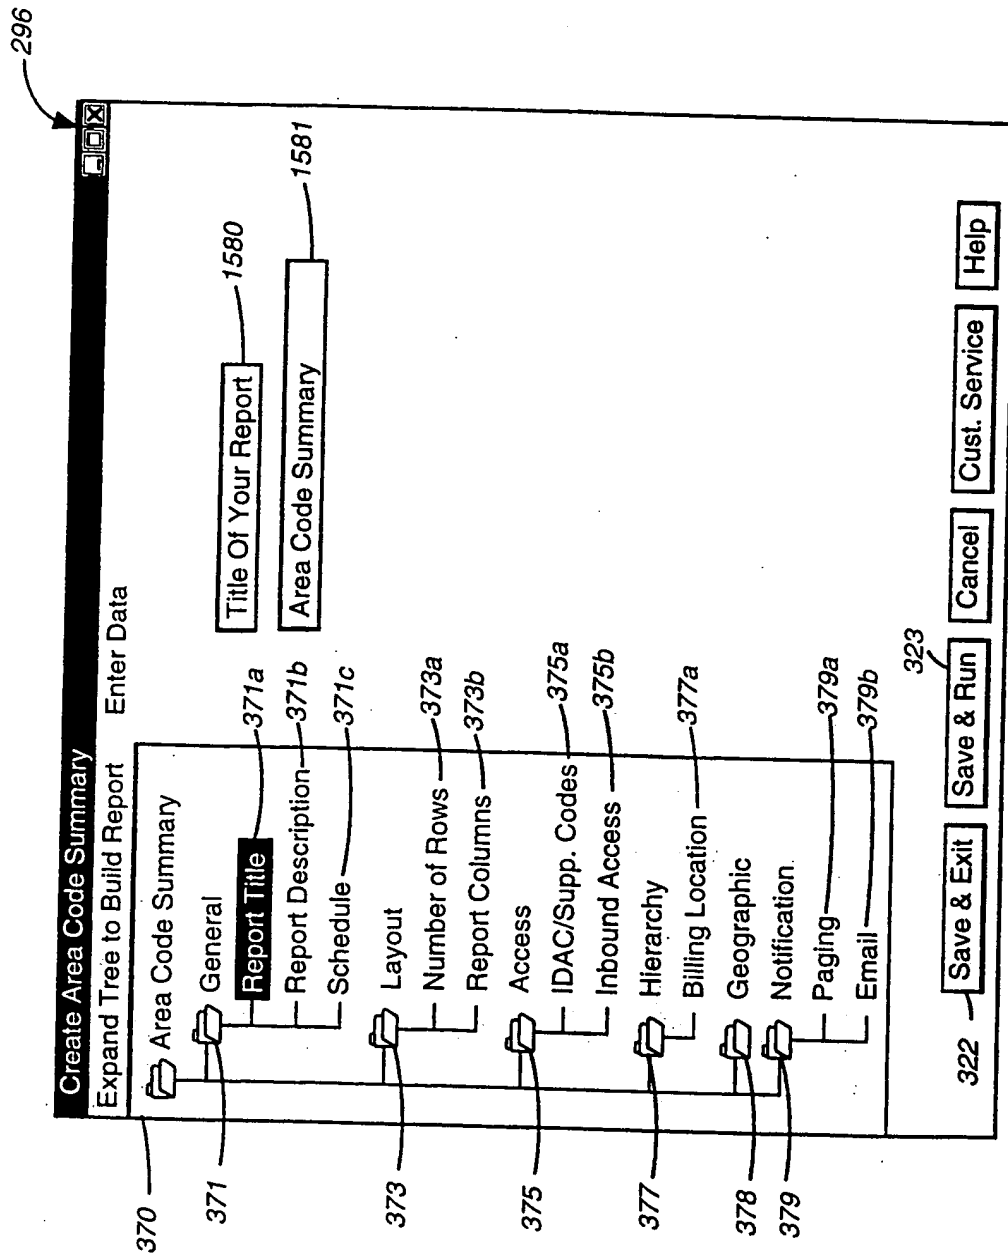 296
Create Area Code Summary
Expand Tree to Build Report
Enter Data
370
Area Code Summary
371
General
Report Title
371a
Report Description
371b
Schedule
371c
373
Layout
Number of Rows
373a
Report Columns
373b
375
Access
IDAC/Supp. Codes
375a
Inbound Access
375b
377
Hierarchy
Billing Location
377a
378
Geographic
379
Notification
Paging
379a
Email
379b
Title Of Your Report
1580
Area Code Summary
1581
322
Save & Exit
323
Save & Run
Cancel
Cust. Service
Help